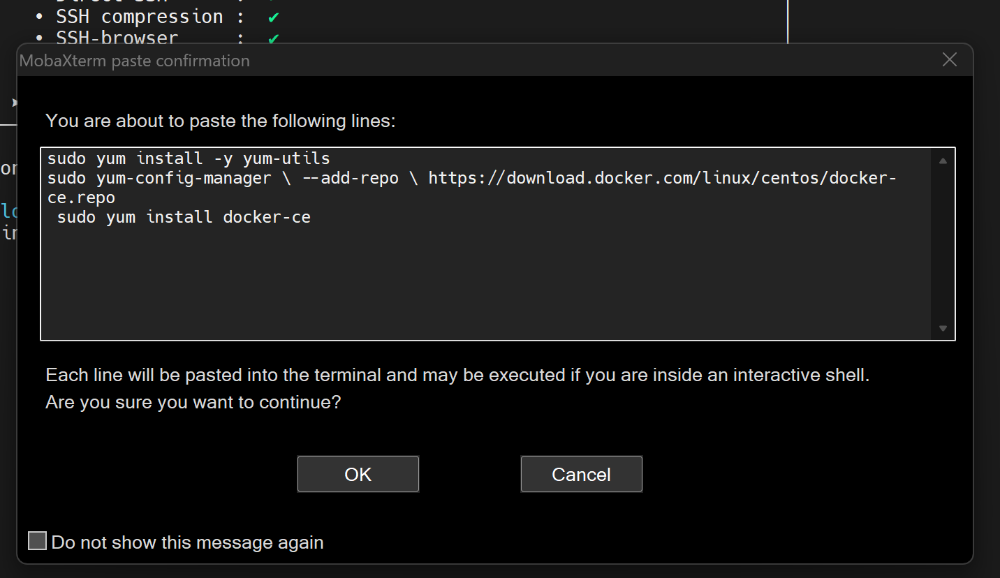 • SSH compression : ✔
• SSH-browser : ✔
MobaXterm paste confirmation
You are about to paste the following lines:
sudo yum install -y yum-utils
sudo yum-config-manager \ --add-repo \ https://download.docker.com/linux/centos/docker-
ce.repo
sudo yum install docker-ce
Each line will be pasted into the terminal and may be executed if you are inside an interactive shell.
Are you sure you want to continue?
OK Cancel
Do not show this message again